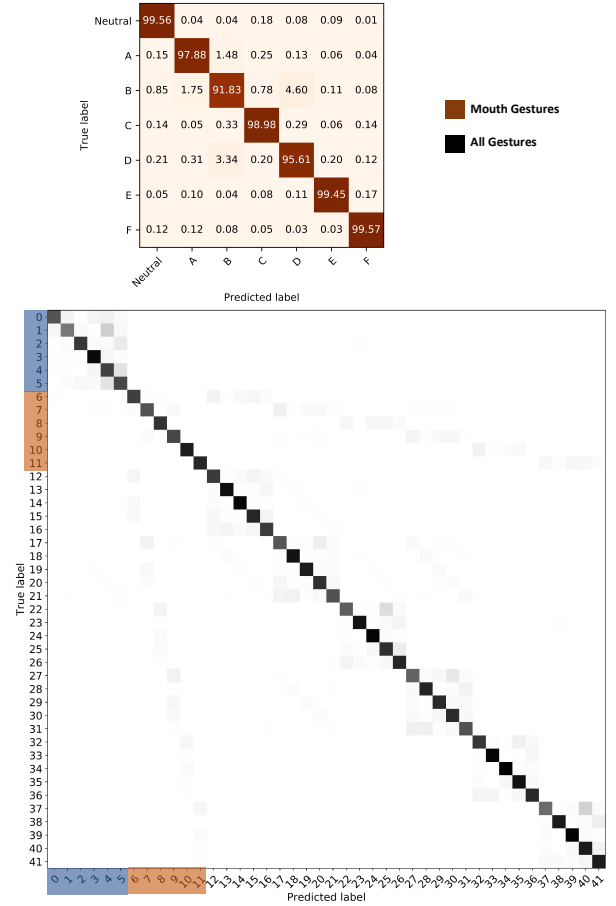 Neutral 99.56 0.04 0.04 0.18 0.08 0.09 0.01
A 0.15 97.88 1.48 0.25 0.13 0.06 0.04
B 0.85 1.75 91.83 0.78 4.60 0.11 0.08
C 0.14 0.05 0.33 98.98 0.29 0.06 0.14
D 0.21 0.31 3.34 0.20 95.61 0.20 0.12
E 0.05 0.10 0.04 0.08 0.11 99.45 0.17
F 0.12 0.12 0.08 0.05 0.03 0.03 99.57
True label
Neutral A B C D E F
Predicted label
Mouth Gestures
All Gestures
0
1
2
3
4
5
6
7
8
9
10
11
12
13
14
15
16
17
18
19
20
21
22
23
24
25
26
27
28
29
30
31
32
33
34
35
36
37
38
39
40
41
True label
0 1 2 3 4 5 6 7 8 9 10 11 12 13 14 15 16 17 18 19 20 21 22 23 24 25 26 27 28 29 30 31 32 33 34 35 36 37 38 39 40 41
Predicted label